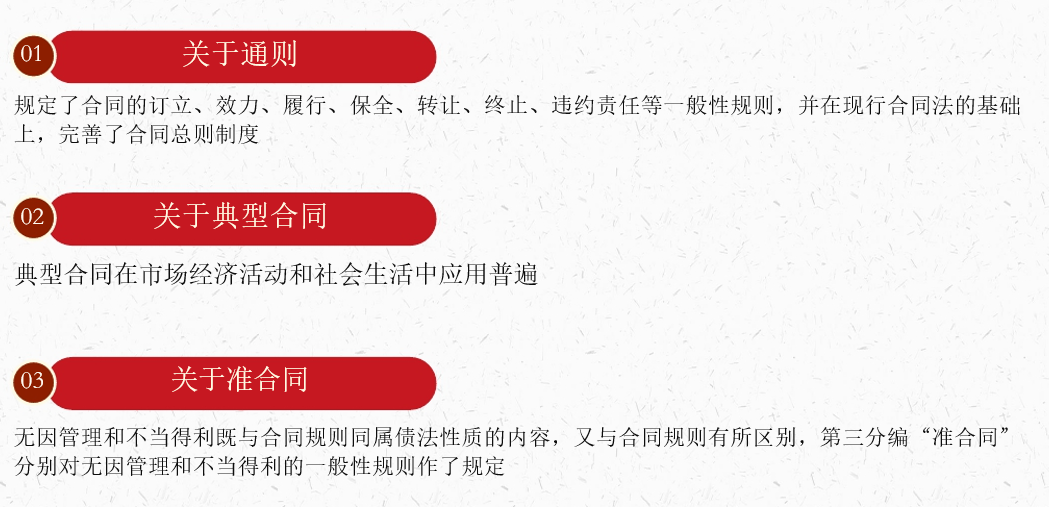 01
关于通则
规定了合同的订立、效力、履行、保全、转让、终止、违约责任等一般性规则，并在现行合同法的基础
上，完善了合同总则制度
02
关于典型合同
典型合同在市场经济活动和社会生活中应用普遍
03
关于准合同
无因管理和不当得利既与合同规则同属债法性质的内容，又与合同规则有所区别，第三分编“准合同”
分别对无因管理和不当得利的一般性规则作了规定